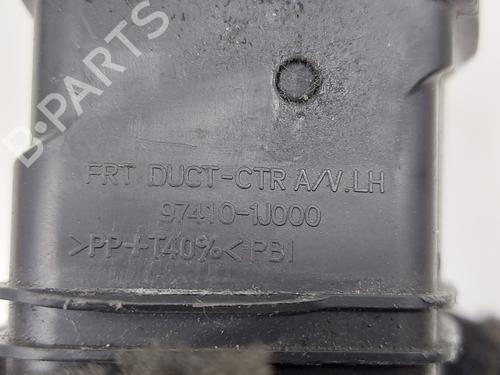 B-PARTS
FRT DUCT-CTR A/V.LH
97410-1J000
>PP+T40%< PBI